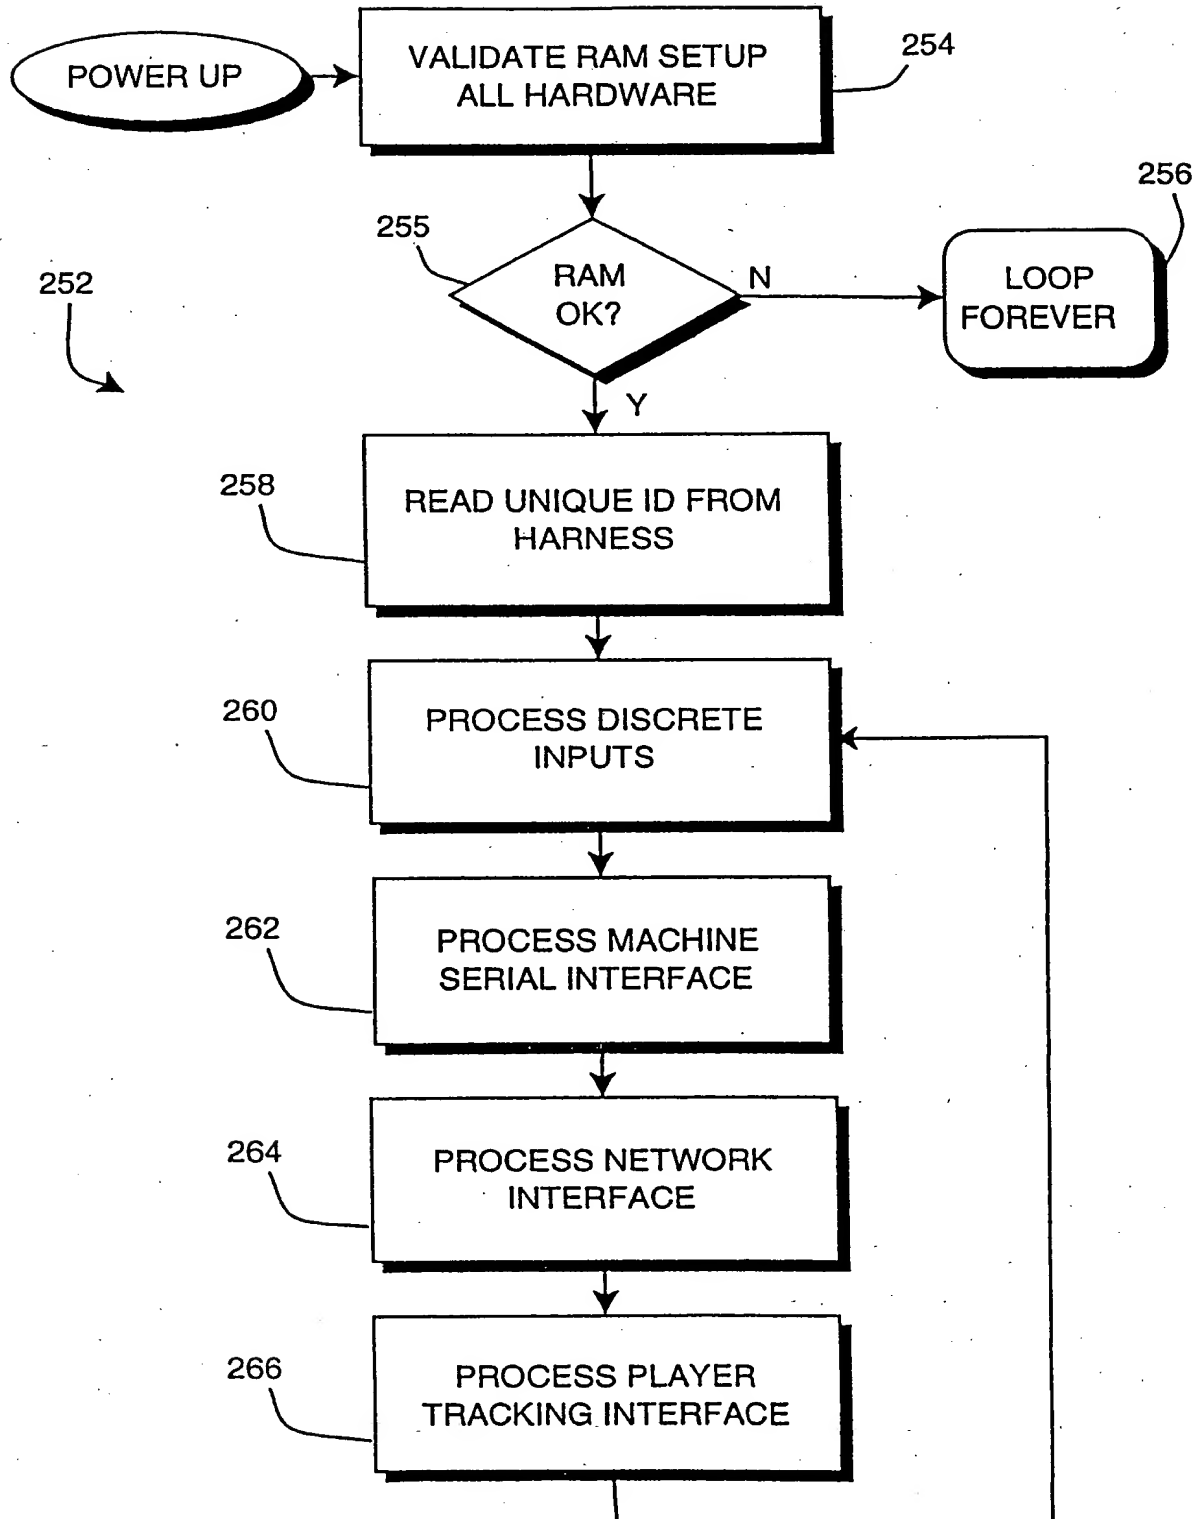 POWER UP
VALIDATE RAM SETUP
ALL HARDWARE
254
256
255
RAM
OK?
N
LOOP
FOREVER
252
Y
258
READ UNIQUE ID FROM
HARNESS
260
PROCESS DISCRETE
INPUTS
262
PROCESS MACHINE
SERIAL INTERFACE
264
PROCESS NETWORK
INTERFACE
266
PROCESS PLAYER
TRACKING INTERFACE